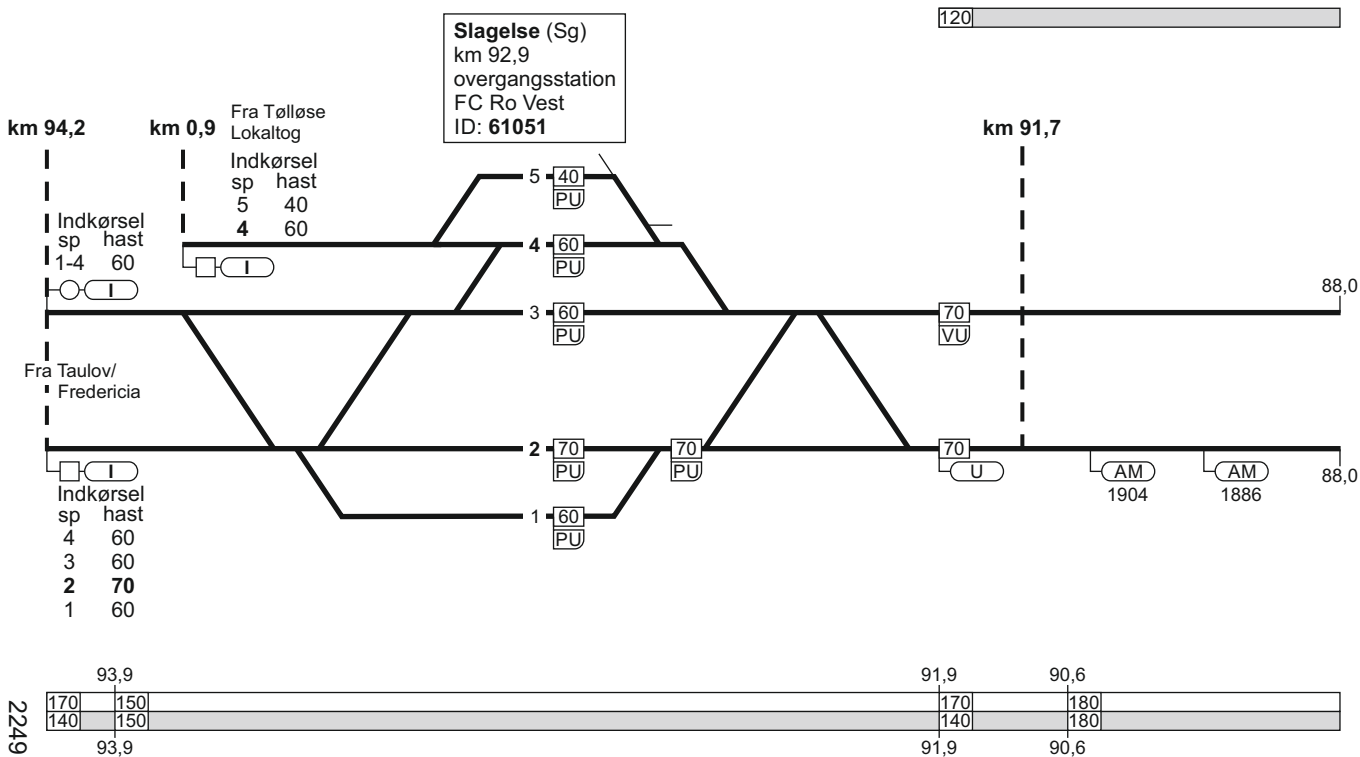 120
Slagelse (Sg)
km 92,9
overgangsstation
FC Ro Vest
ID: 61051
km 94,2
km 0,9
Fra Tølløse
Lokaltog
km 91,7
Indkørsel
sp hast
5 40
4 60
5 40
PU
Indkørsel
sp hast
1-4 60
I
4 60
PU
I
3 60
PU
70
VU
88,0
Fra Taulov/
Fredericia
2 70
PU
70
PU
70
U
AM
1904
AM
1886
88,0
I
Indkørsel
sp hast
4 60
3 60
2 70
1 60
1 60
PU
93,9 91,9 90,6
170 150 170 180
140 150 140 180
93,9 91,9 90,6
2249